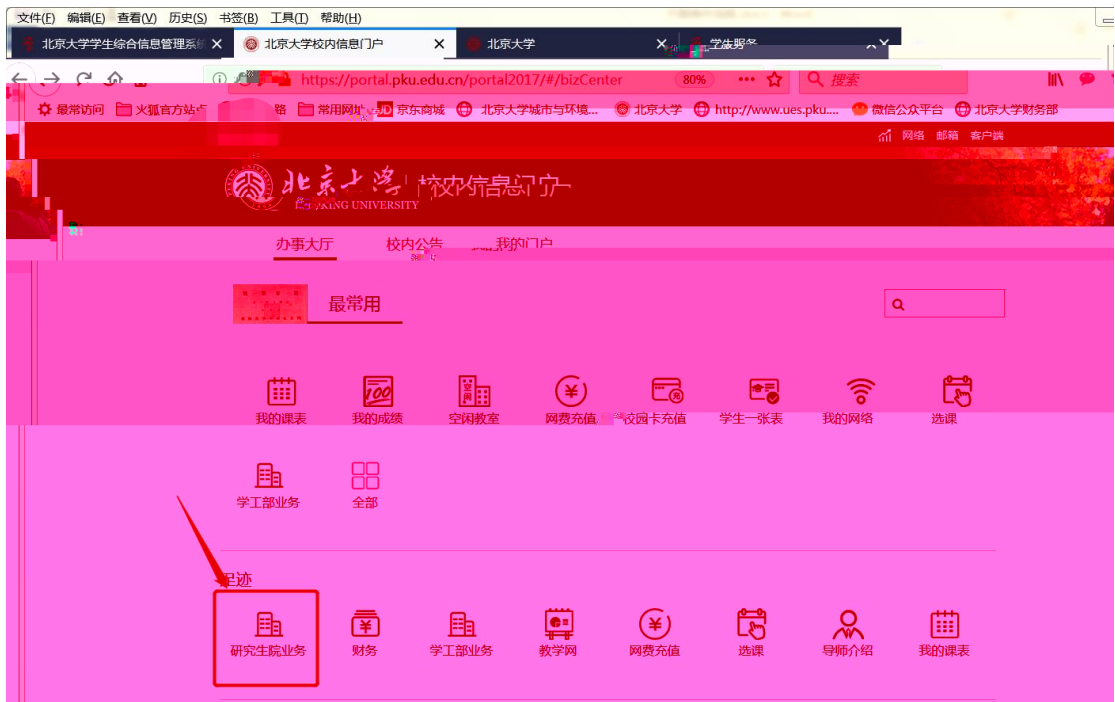 文件(F) 编辑(E) 查看(V) 历史(S) 书签(B) 工具(T) 帮助(H)
北京大学学生综合信息管理系统 北京大学校内信息门户 北京大学
https://portal.pku.edu.cn/portal2017/#/bizCenter 80% 搜索
最常访问 火狐官方站点 常用网址 京东商城 北京大学城市与环境... 北京大学 http://www.ues.pku.... 微信公众平台 北京大学财务部
网络 邮箱 客户端
北京大学 校内信息门户
PEKING UNIVERSITY
办事大厅 校内公告 我的门户
最常用
我的课表 我的成绩 空闲教室 网费充值 校园卡充值 学生一张表 我的网络 选课
学工部业务 全部
足迹
研究生院业务 财务 学工部业务 教学网 网费充值 选课 导师介绍 我的课表